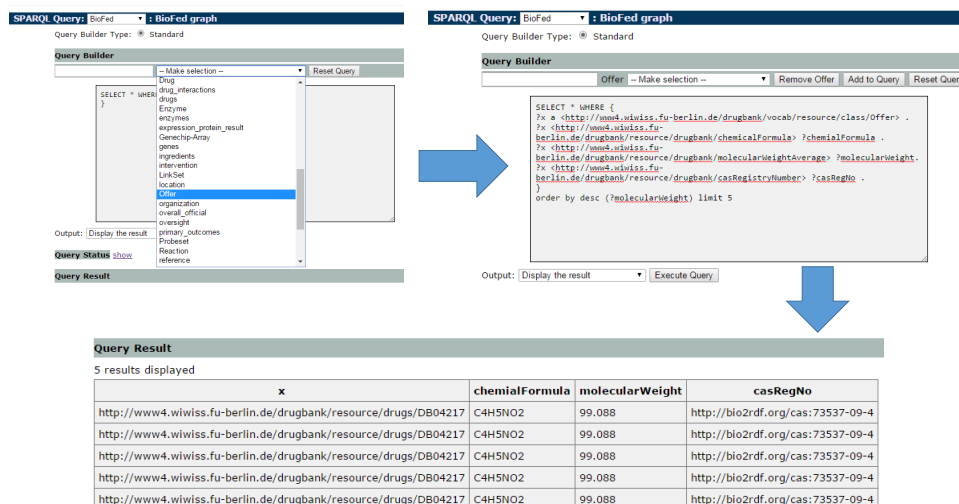 SPARQL Query: BioFed : BioFed graph
Query Builder Type: Standard
Query Builder
-- Make selection -- Reset Query
SELECT * WHER
}
Drug
drug_interactions
drugs
Enzyme
enzymes
expression_protein_result
Genechip-Array
genes
ingredients
intervention
LinkSet
location
Offer
organization
overall_official
oversight
primary_outcomes
Probeset
Reaction
reference
Output: Display the result
Query Status show
Query Result
SPARQL Query: BioFed : BioFed graph
Query Builder Type: Standard
Query Builder
Offer -- Make selection -- Remove Offer Add to Query Reset Quer
SELECT * WHERE {
?x a <http://www4.wiwiss.fu-berlin.de/drugbank/vocab/resource/class/Offer> .
?x <http://www4.wiwiss.fu-
berlin.de/drugbank/resource/drugbank/chemicalFormula> ?chemialFormula .
?x <http://www4.wiwiss.fu-
berlin.de/drugbank/resource/drugbank/molecularWeightAverage> ?molecularWeight.
?x <http://www4.wiwiss.fu-
berlin.de/drugbank/resource/drugbank/casRegistryNumber> ?casRegNo .
}
order by desc (?molecularWeight) limit 5
Output: Display the result Execute Query
Query Result
5 results displayed
x chemialFormula molecularWeight casRegNo
http://www4.wiwiss.fu-berlin.de/drugbank/resource/drugs/DB04217 C4H5NO2 99.088 http://bio2rdf.org/cas:73537-09-4
http://www4.wiwiss.fu-berlin.de/drugbank/resource/drugs/DB04217 C4H5NO2 99.088 http://bio2rdf.org/cas:73537-09-4
http://www4.wiwiss.fu-berlin.de/drugbank/resource/drugs/DB04217 C4H5NO2 99.088 http://bio2rdf.org/cas:73537-09-4
http://www4.wiwiss.fu-berlin.de/drugbank/resource/drugs/DB04217 C4H5NO2 99.088 http://bio2rdf.org/cas:73537-09-4
http://www4.wiwiss.fu-berlin.de/drugbank/resource/drugs/DB04217 C4H5NO2 99.088 http://bio2rdf.org/cas:73537-09-4